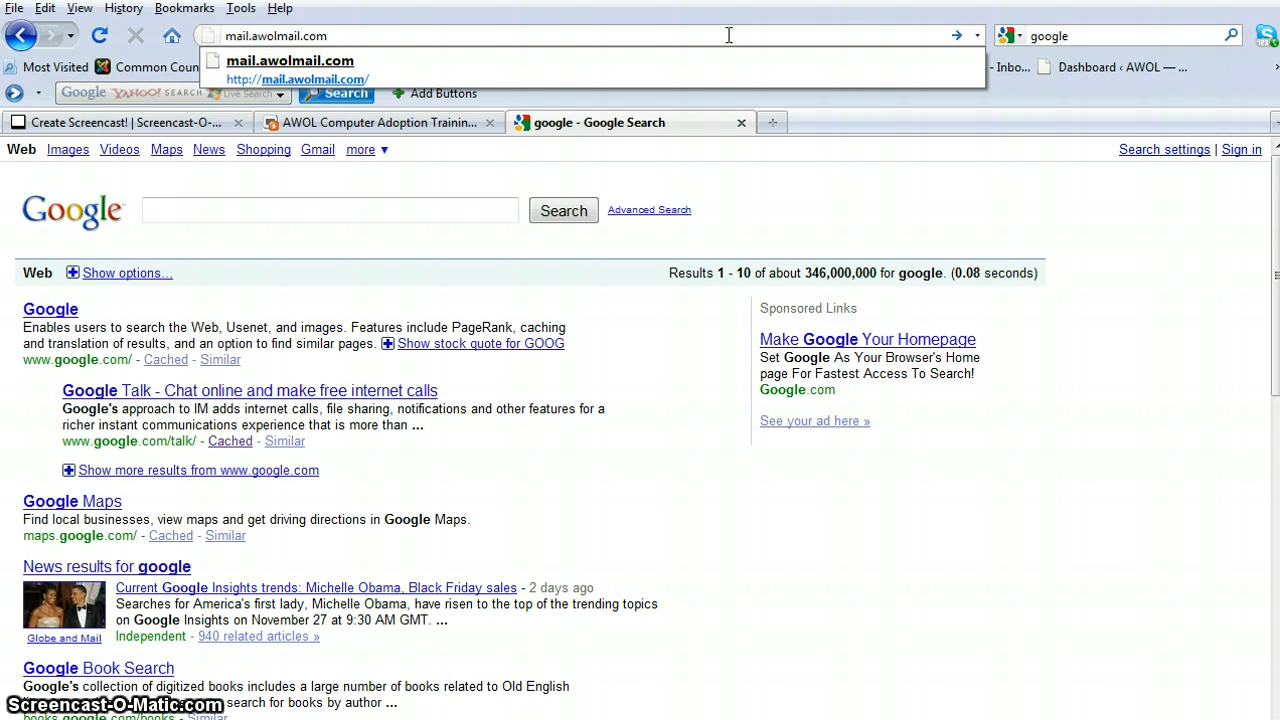 File Edit View History Bookmarks Tools Help
mail.awolmail.com
google
mail.awolmail.com
http://mail.awolmail.com/
Most Visited Common Coun
Inbo... Dashboard ‹ AWOL —...
Google YAHOO! SEARCH Live Search Search Add Buttons
Create Screencast! | Screencast-O-... AWOL Computer Adoption Trainin... google - Google Search
Web Images Videos Maps News Shopping Gmail more ▼ Search settings | Sign in
Google Search Advanced Search
Web Show options... Results 1 - 10 of about 346,000,000 for google. (0.08 seconds)
Google
Enables users to search the Web, Usenet, and images. Features include PageRank, caching
and translation of results, and an option to find similar pages. Show stock quote for GOOG
www.google.com/ - Cached - Similar
Google Talk - Chat online and make free internet calls
Google's approach to IM adds internet calls, file sharing, notifications and other features for a
richer instant communications experience that is more than ...
www.google.com/talk/ - Cached - Similar
Show more results from www.google.com
Google Maps
Find local businesses, view maps and get driving directions in Google Maps.
maps.google.com/ - Cached - Similar
News results for google
Current Google Insights trends: Michelle Obama, Black Friday sales - 2 days ago
Searches for America's first lady, Michelle Obama, have risen to the top of the trending topics
on Google Insights on November 27 at 9:30 AM GMT. ...
Independent - 940 related articles »
Globe and Mail
Google Book Search
Google's collection of digitized books includes a large number of books related to Old English
search for books by author ...
books.google.com/books - Similar
Sponsored Links
Make Google Your Homepage
Set Google As Your Browser's Home
page For Fastest Access To Search!
Google.com
See your ad here »
Screencast-O-Matic.com